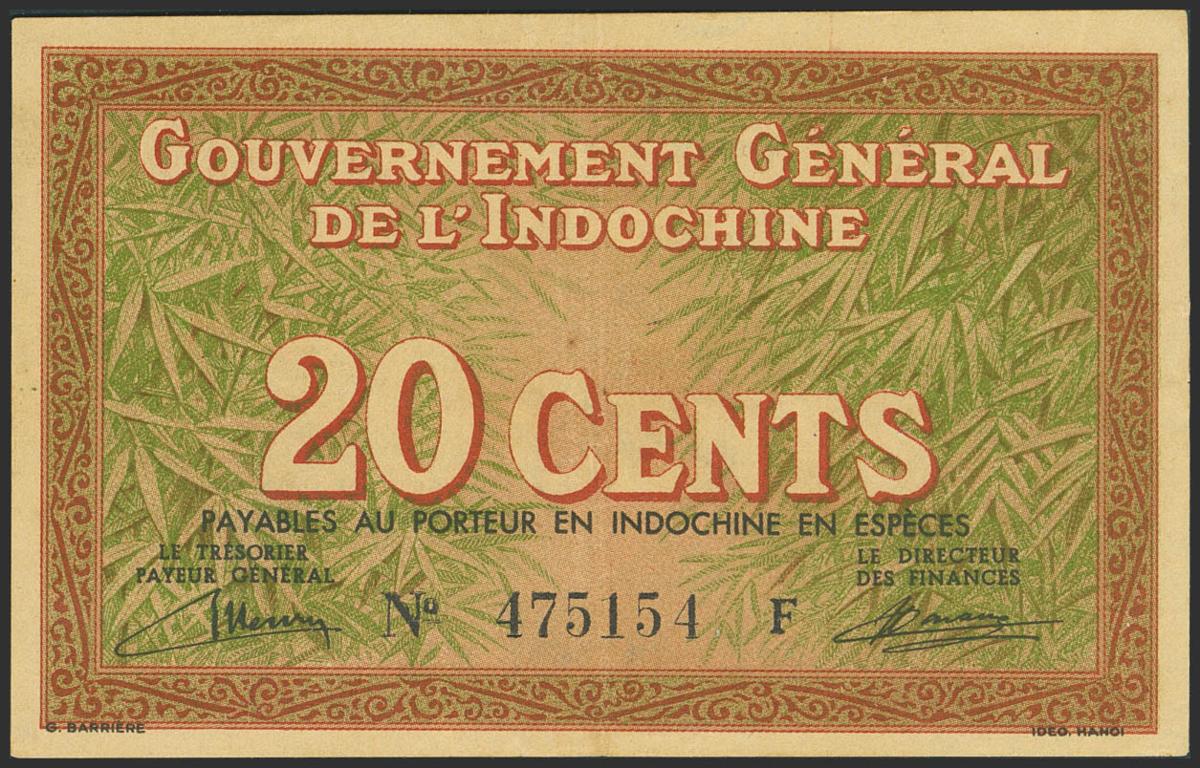 GOUVERNEMENT GÉNÉRAL
DE L'INDOCHINE
20 CENTS
PAYABLES AU PORTEUR EN INDOCHINE EN ESPÈCES
LE TRÉSORIER
PAYEUR GÉNÉRAL
LE DIRECTEUR
DES FINANCES
No 475154 F
G. BARRIÈRE
IDEO. HANOI